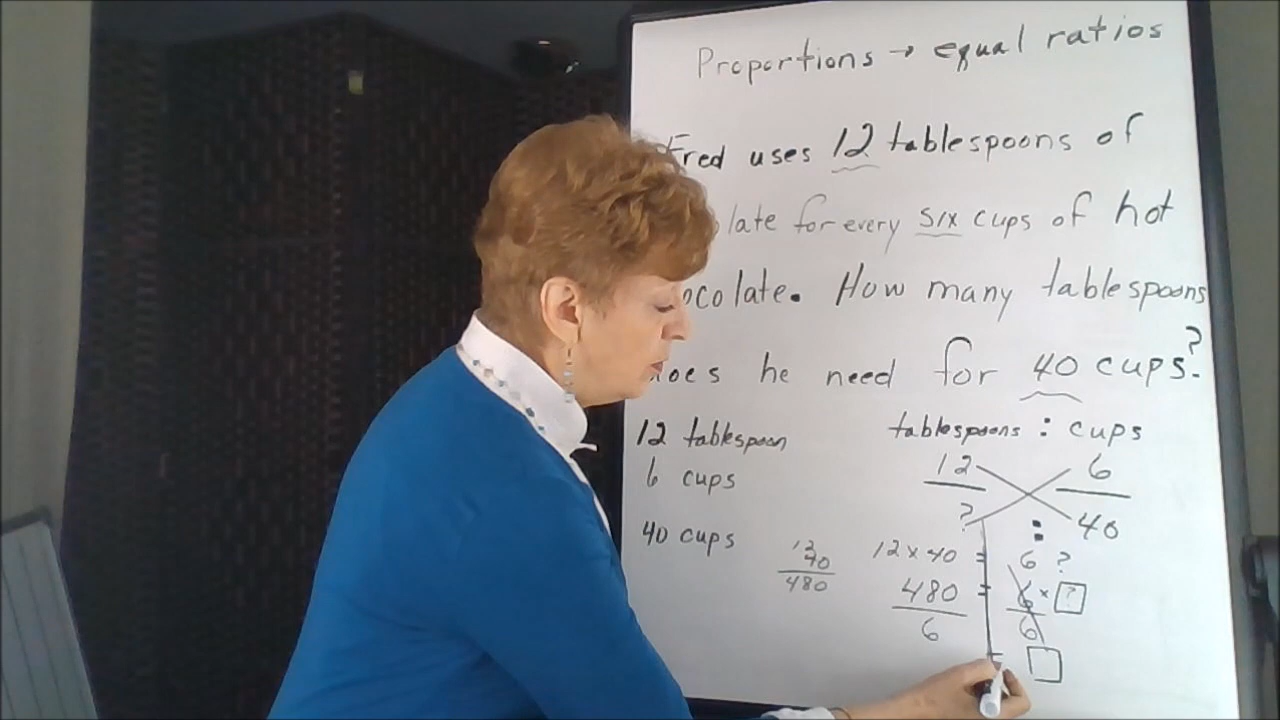 Proportions → equal ratios
Fred uses 12 tablespoons of
late for every six cups of hot
ocolate. How many tablespoons
does he need for 40 cups?
12 tablespoon
6 cups
40 cups
12
40
480
tablespoons : cups
12 6
? : 40
12 x 40 = 6 ?
480 = 6 x ?
6 6
=